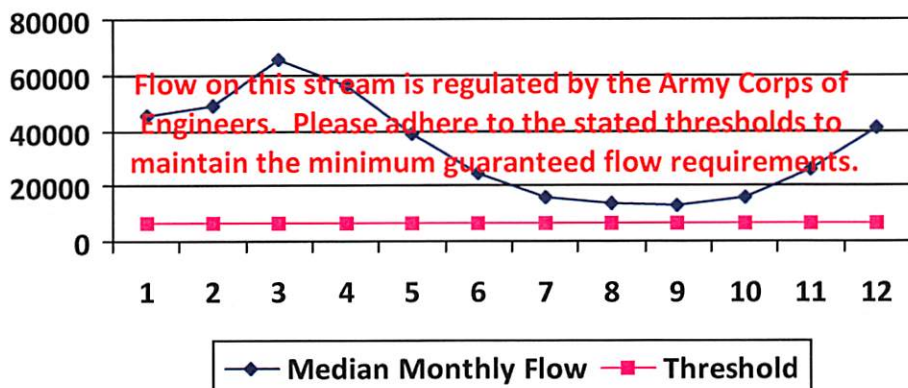 80000
60000
40000
20000
0
Flow on this stream is regulated by the Army Corps of
Engineers. Please adhere to the stated thresholds to
maintain the minimum guaranteed flow requirements.
1 2 3 4 5 6 7 8 9 10 11 12
Median Monthly Flow Threshold